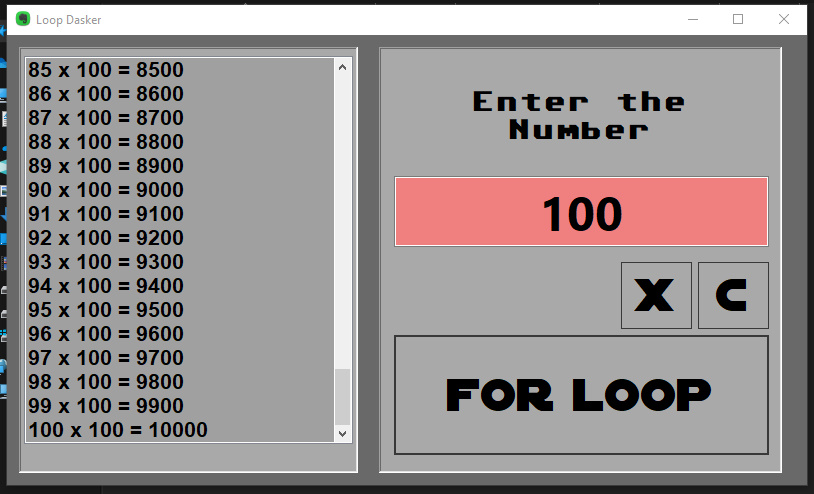 Loop Dasker
85 x 100 = 8500
86 x 100 = 8600
87 x 100 = 8700
88 x 100 = 8800
89 x 100 = 8900
90 x 100 = 9000
91 x 100 = 9100
92 x 100 = 9200
93 x 100 = 9300
94 x 100 = 9400
95 x 100 = 9500
96 x 100 = 9600
97 x 100 = 9700
98 x 100 = 9800
99 x 100 = 9900
100 x 100 = 10000
Enter the
Number
100
X C
FOR LOOP